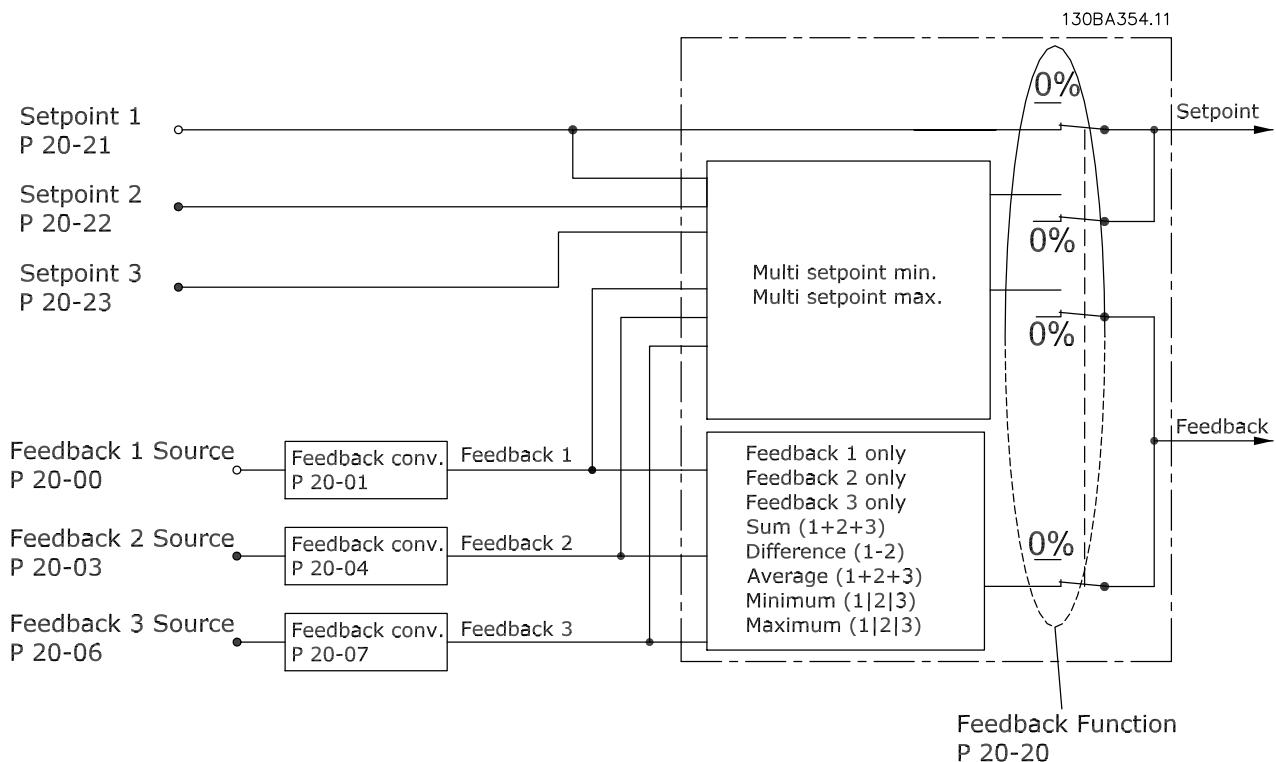 130BA354.11
0%
Setpoint 1
P 20-21
Setpoint
Setpoint 2
P 20-22
0%
Setpoint 3
P 20-23
Multi setpoint min.
Multi setpoint max.
0%
Feedback
Feedback 1 Source
P 20-00
Feedback conv.
P 20-01
Feedback 1
Feedback 2 Source
P 20-03
Feedback conv.
P 20-04
Feedback 2
Feedback 3 Source
P 20-06
Feedback conv.
P 20-07
Feedback 3
Feedback 1 only
Feedback 2 only
Feedback 3 only
Sum (1+2+3)
Difference (1-2)
Average (1+2+3)
Minimum (1|2|3)
Maximum (1|2|3)
0%
Feedback Function
P 20-20